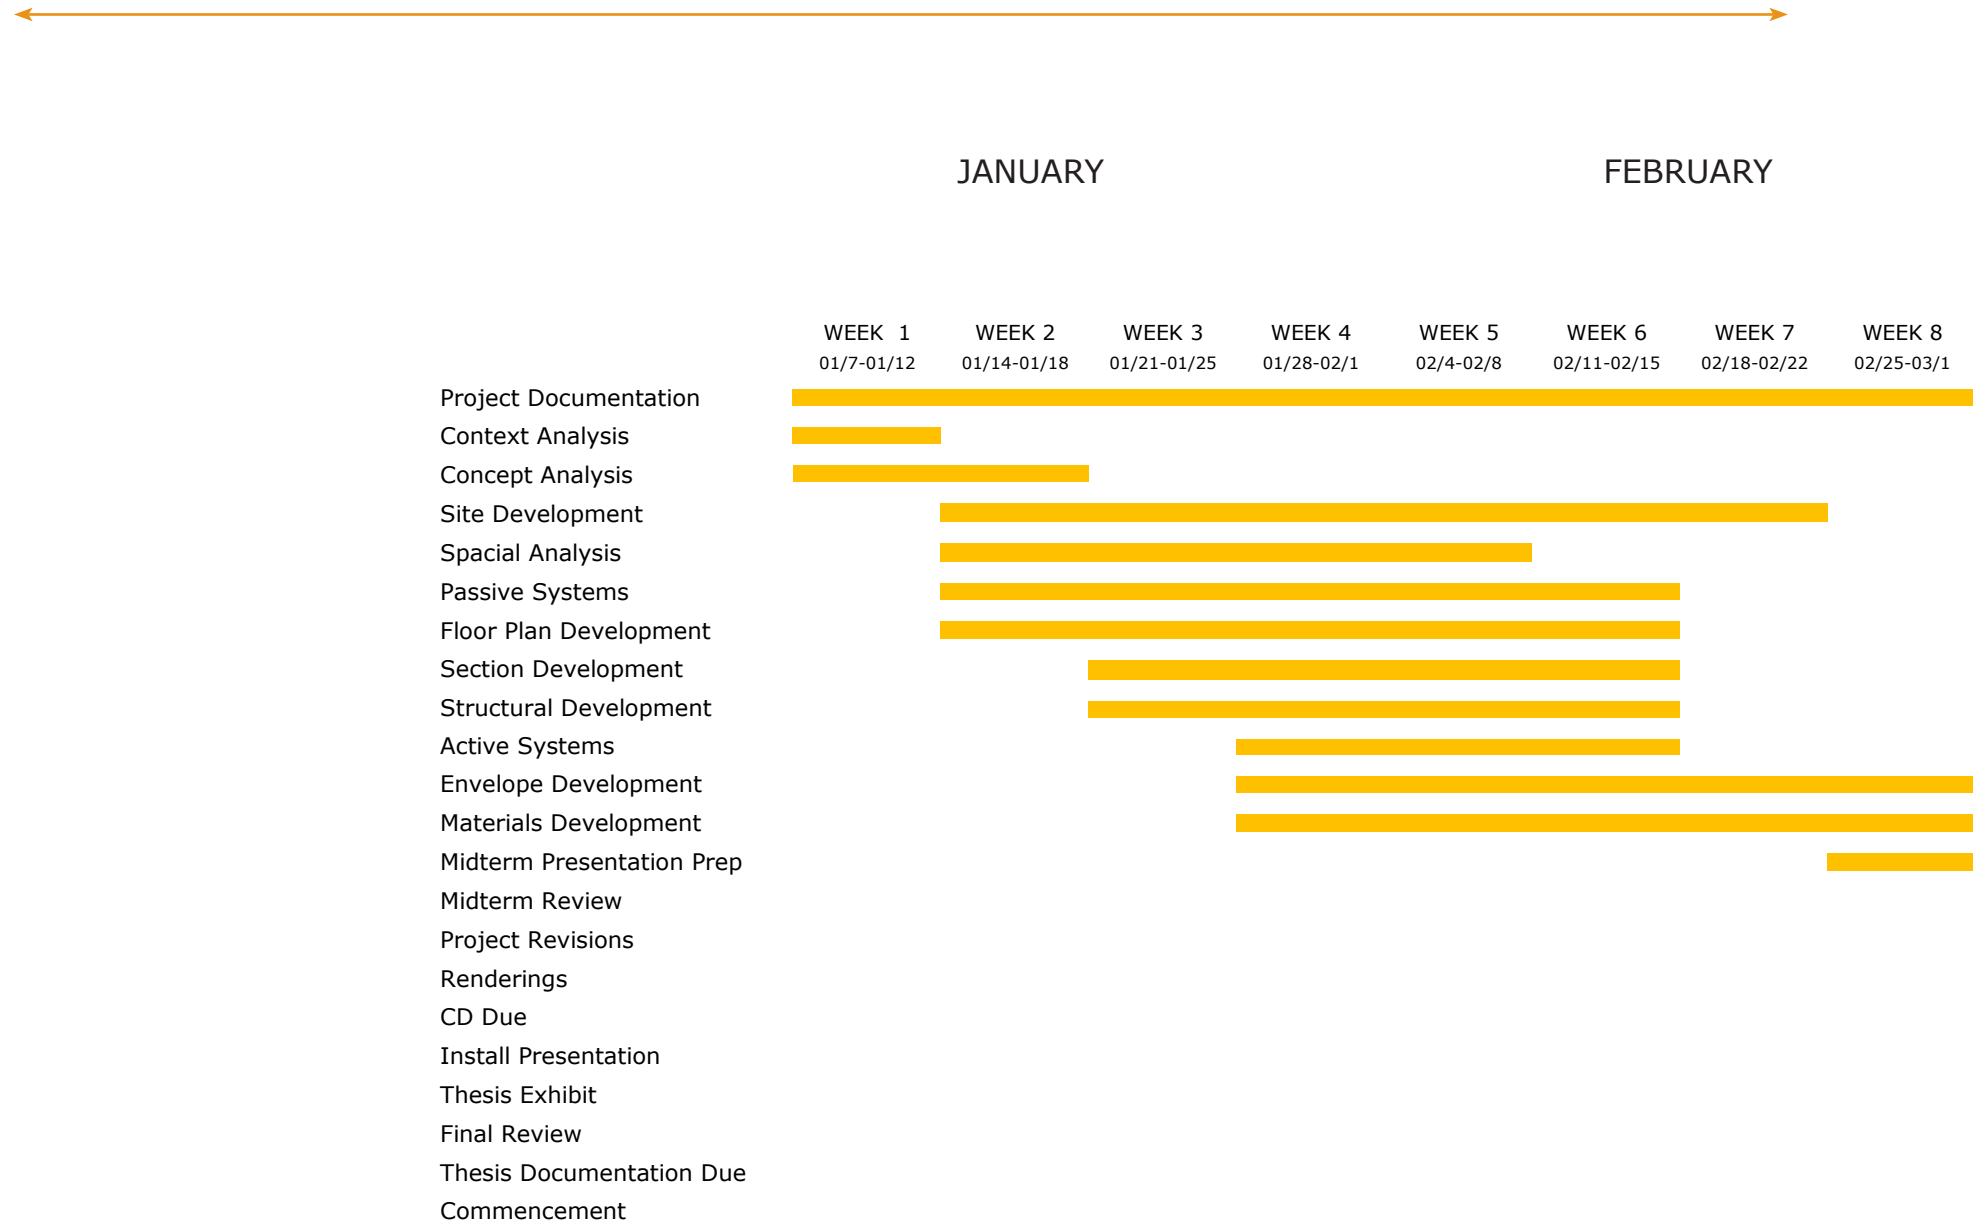 JANUARY FEBRUARY
WEEK  1 WEEK 2 WEEK 3 WEEK 4 WEEK 5 WEEK 6 WEEK 7 WEEK 8
01/7-01/12 01/14-01/18 01/21-01/25 01/28-02/1 02/4-02/8 02/11-02/15 02/18-02/22 02/25-03/1
Project Documentation
Context Analysis
Concept Analysis
Site Development
Spacial Analysis
Passive Systems
Floor Plan Development
Section Development
Structural Development
Active Systems
Envelope Development
Materials Development
Midterm Presentation Prep
Midterm Review
Project Revisions
Renderings
CD Due
Install Presentation
Thesis Exhibit
Final Review
Thesis Documentation Due
Commencement